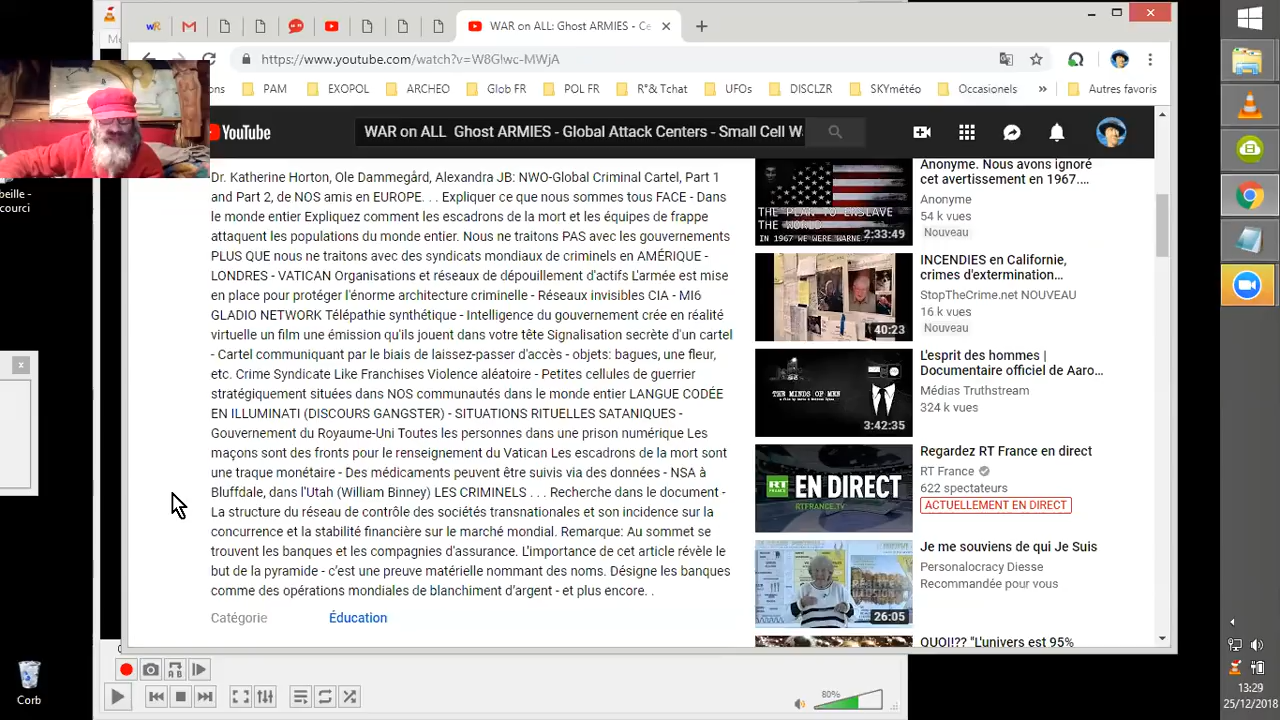 WAR on ALL: Ghost ARMIES - Ce
https://www.youtube.com/watch?v=W8Glwc-MWjA
ons PAM EXOPOL ARCHEO Glob FR POL FR R°& Tchat UFOs DISCLZR SKYmétéo Occasionels » Autres favoris
YouTube
WAR on ALL Ghost ARMIES - Global Attack Centers - Small Cell W
Dr. Katherine Horton, Ole Dammegård, Alexandra JB: NWO-Global Criminal Cartel, Part 1
and Part 2, de NOS amis en EUROPE. . . Expliquer ce que nous sommes tous FACE - Dans
le monde entier Expliquez comment les escadrons de la mort et les équipes de frappe
attaquent les populations du monde entier. Nous ne traitons PAS avec les gouvernements
PLUS QUE nous ne traitons avec des syndicats mondiaux de criminels en AMÉRIQUE -
LONDRES - VATICAN Organisations et réseaux de dépouillement d'actifs L'armée est mise
en place pour protéger l'énorme architecture criminelle - Réseaux invisibles CIA - MI6
GLADIO NETWORK Télépathie synthétique - Intelligence du gouvernement crée en réalité
virtuelle un film une émission qu'ils jouent dans votre tête Signalisation secrète d'un cartel
- Cartel communiquant par le biais de laissez-passer d'accès - objets: bagues, une fleur,
etc. Crime Syndicate Like Franchises Violence aléatoire - Petites cellules de guerrier
stratégiquement situées dans NOS communautés dans le monde entier LANGUE CODÉE
EN ILLUMINATI (DISCOURS GANGSTER) - SITUATIONS RITUELLES SATANIQUES -
Gouvernement du Royaume-Uni Toutes les personnes dans une prison numérique Les
maçons sont des fronts pour le renseignement du Vatican Les escadrons de la mort sont
une traque monétaire - Des médicaments peuvent être suivis via des données - NSA à
Bluffdale, dans l'Utah (William Binney) LES CRIMINELS . . . Recherche dans le document -
La structure du réseau de contrôle des sociétés transnationales et son incidence sur la
concurrence et la stabilité financière sur le marché mondial. Remarque: Au sommet se
trouvent les banques et les compagnies d'assurance. L'importance de cet article révèle le
but de la pyramide - c'est une preuve matérielle nommant des noms. Désigne les banques
comme des opérations mondiales de blanchiment d'argent - et plus encore. .
Catégorie Éducation
THE PLAN TO ENSLAVE
THE WORLD
IN 1967 WE WERE WARNE
2:33:49
Anonyme. Nous avons ignoré
cet avertissement en 1967....
Anonyme
54 k vues
Nouveau
40:23
INCENDIES en Californie,
crimes d'extermination...
StopTheCrime.net NOUVEAU
16 k vues
Nouveau
THE MINDS OF MEN
3:42:35
L'esprit des hommes |
Documentaire officiel de Aaro...
Médias Truthstream
324 k vues
RT EN DIRECT
RTFRANCE.TV
Regardez RT France en direct
RT France
622 spectateurs
ACTUELLEMENT EN DIRECT
26:05
Je me souviens de qui Je Suis
Personalocracy Diesse
Recommandée pour vous
QUOI!?? "L'univers est 95%
beille -
courci
Corb
80%
13:29
25/12/2018